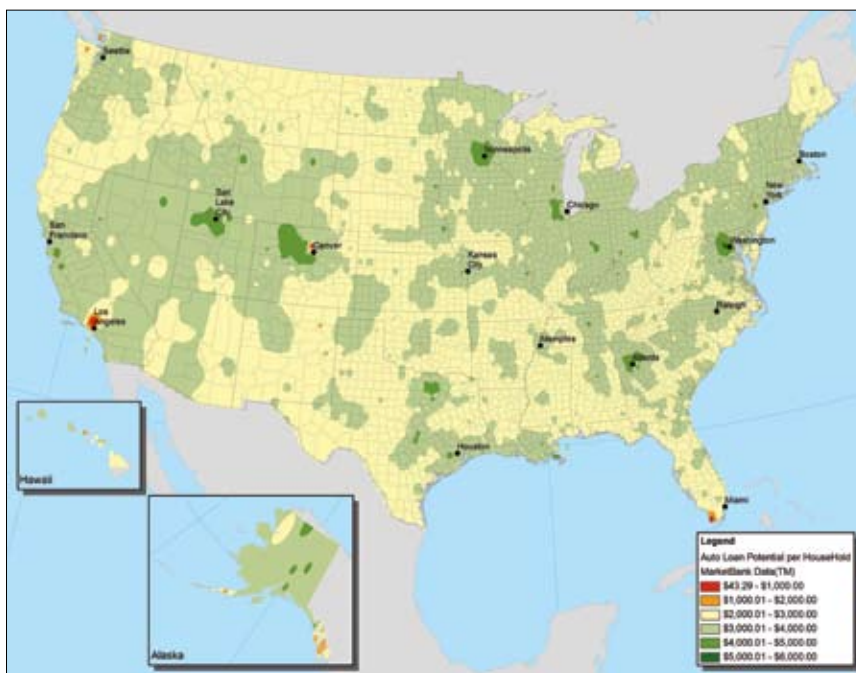 Seattle
Minneapolis
Boston
New
York
Chicago
Salt
Lake
City
San
Francisco
Denver
Washington
Kansas
City
Los
Angeles
Raleigh
Memphis
Atlanta
Houston
Miami
Hawaii
Alaska
Legend
Auto Loan Potential per HouseHold
MarketBank Data(TM)
$43.29 - $1,000.00
$1,000.01 - $2,000.00
$2,000.01 - $3,000.00
$3,000.01 - $4,000.00
$4,000.01 - $5,000.00
$5,000.01 - $6,000.00